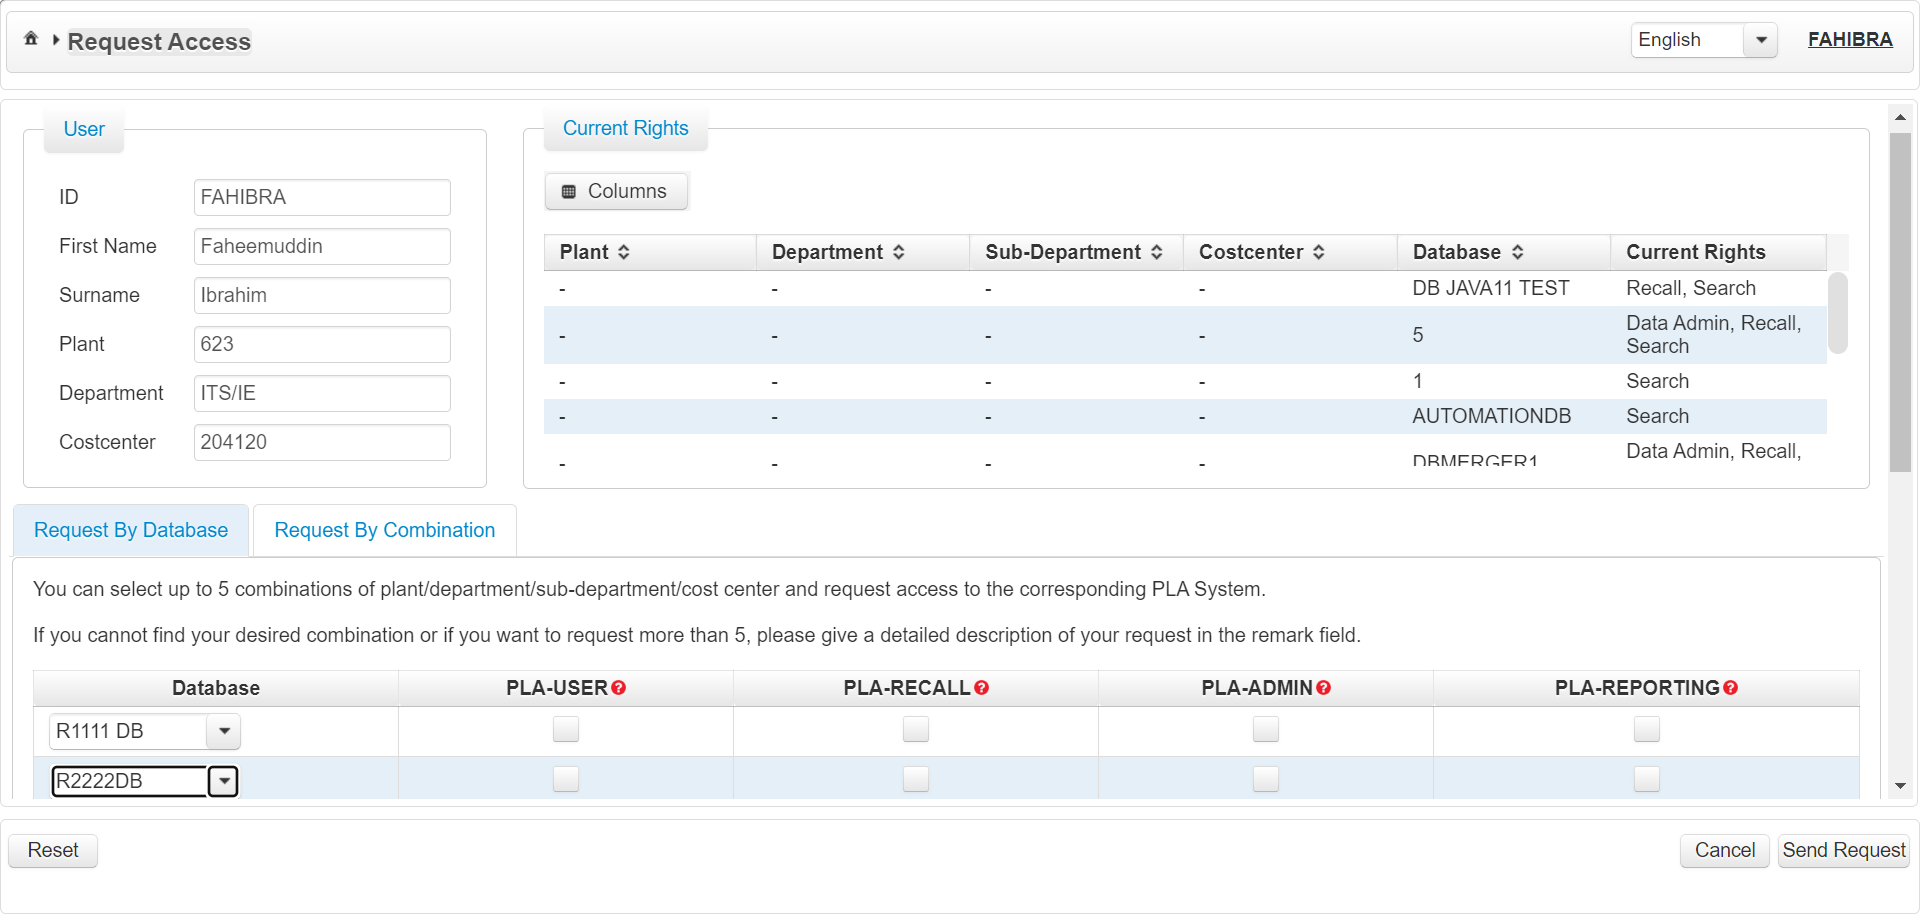 Request Access
English
FAHIBRA
User
ID FAHIBRA
First Name Faheemuddin
Surname Ibrahim
Plant 623
Department ITS/IE
Costcenter 204120
Current Rights
Columns
Plant Department Sub-Department Costcenter Database Current Rights
- - - - DB JAVA11 TEST Recall, Search
- - - - 5 Data Admin, Recall,
Search
- - - - 1 Search
- - - - AUTOMATIONDB Search
- - - - DBMERGER1 Data Admin, Recall,
Request By Database Request By Combination
You can select up to 5 combinations of plant/department/sub-department/cost center and request access to the corresponding PLA System.
If you cannot find your desired combination or if you want to request more than 5, please give a detailed description of your request in the remark field.
Database PLA-USER? PLA-RECALL? PLA-ADMIN? PLA-REPORTING?
R1111 DB
R2222DB
Reset Cancel Send Request